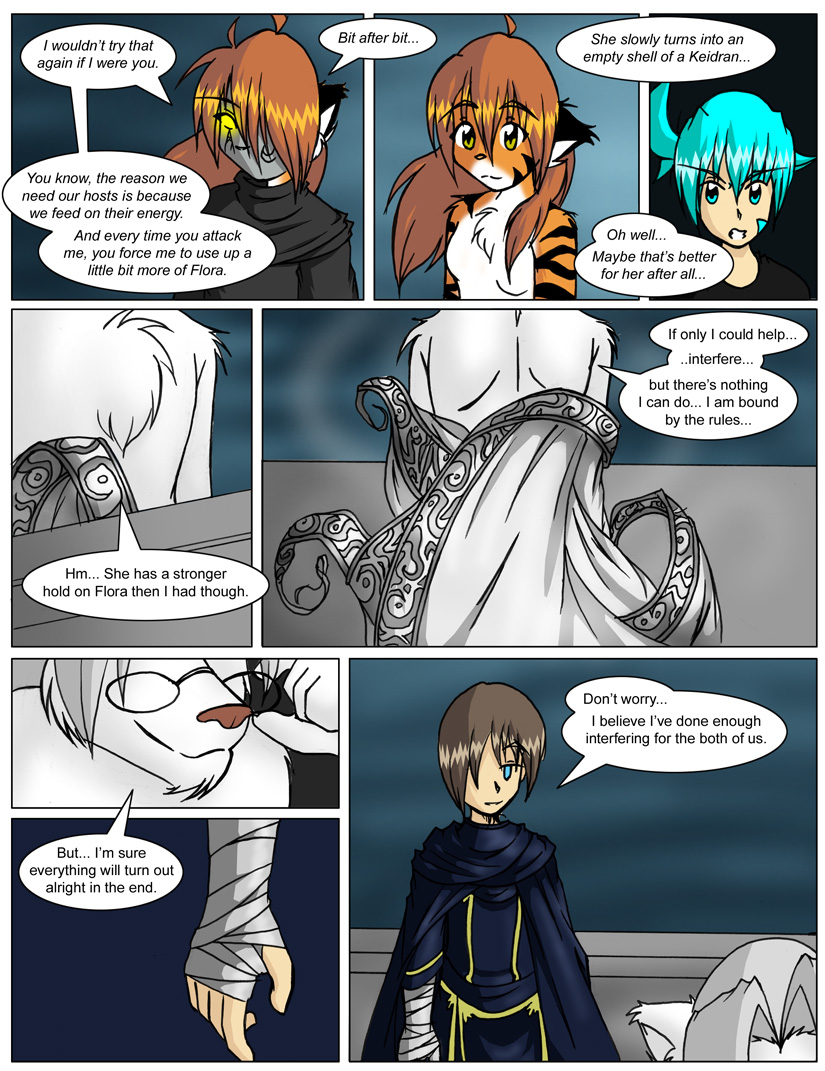 I wouldn't try that
again if I were you.
You know, the reason we
need our hosts is because
we feed on their energy.
And every time you attack
me, you force me to use up a
little bit more of Flora.
Bit after bit...
She slowly turns into an
empty shell of a Keidran...
Oh well...
Maybe that's better
for her after all...
Hm... She has a stronger
hold on Flora then I had though.
If only I could help...
..interfere...
but there's nothing
I can do... I am bound
by the rules...
But... I'm sure
everything will turn out
alright in the end.
Don't worry...
I believe I've done enough
interfering for the both of us.